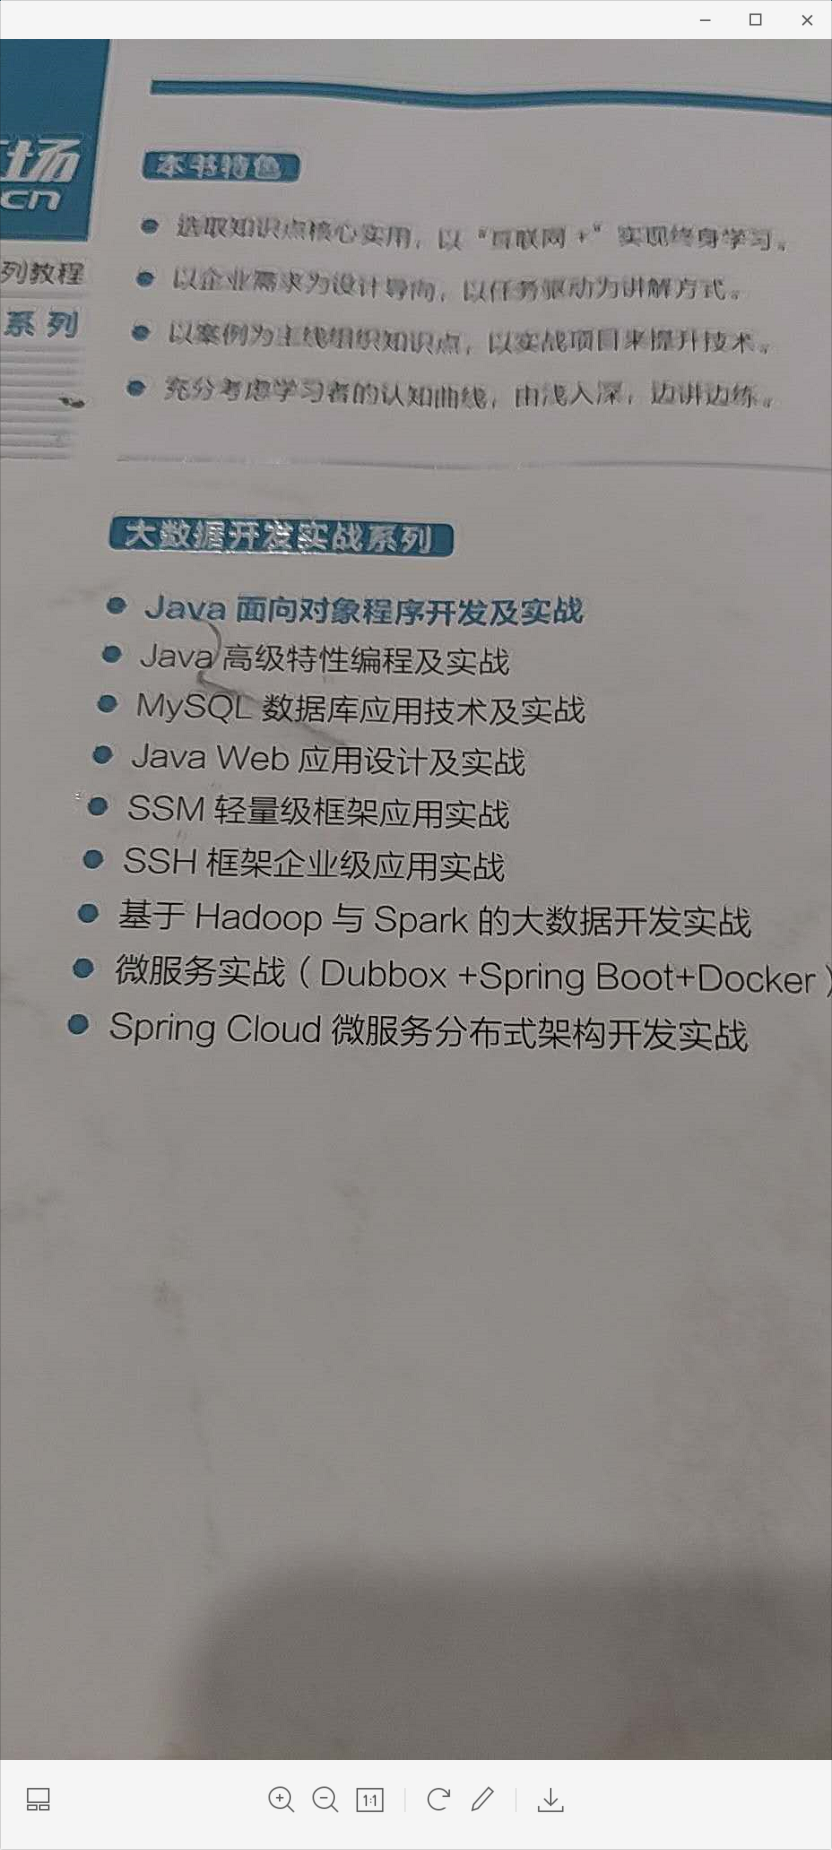 场
cn
列教程
系列
本书特色
选取知识点核心实用，以“互联网+”实现终身学习。
以企业需求为设计导向，以任务驱动为讲解方式。
以案例为主线组织知识点，以实战项目来提升技术。
充分考虑学习者的认知曲线，由浅入深，边讲边练。
大数据开发实战系列
Java 面向对象程序开发及实战
Java 高级特性编程及实战
MySQL 数据库应用技术及实战
Java Web 应用设计及实战
SSM 轻量级框架应用实战
SSH 框架企业级应用实战
基于 Hadoop 与 Spark 的大数据开发实战
微服务实战（Dubbox +Spring Boot+Docker）
Spring Cloud 微服务分布式架构开发实战
1:1